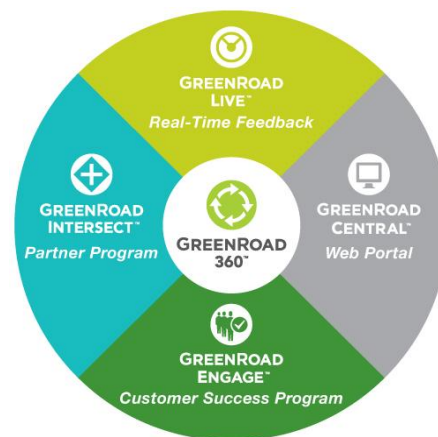 GREENROAD
LIVE™
Real-Time Feedback
GREENROAD
INTERSECT™
Partner Program
GREENROAD
360™
GREENROAD
CENTRAL™
Web Portal
GREENROAD
ENGAGE™
Customer Success Program